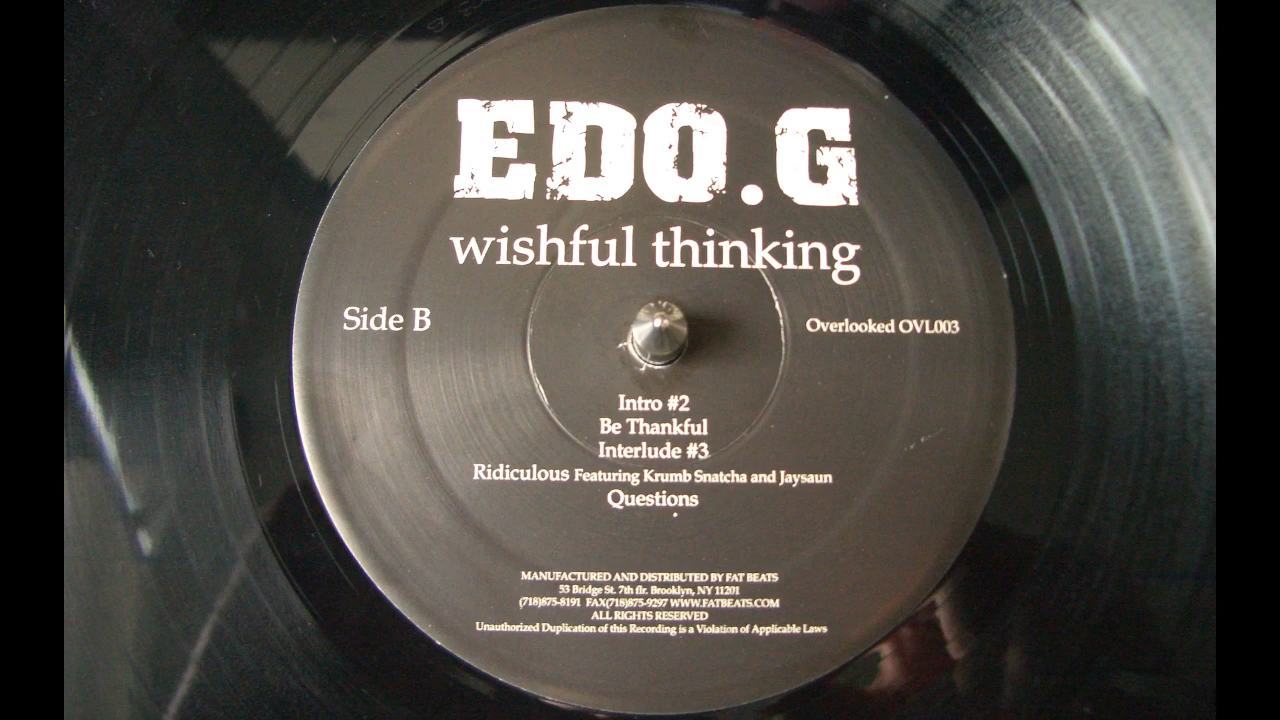 EDO.G
wishful thinking
Side B
Overlooked OVL003
Intro #2
Be Thankful
Interlude #3
Ridiculous Featuring Krumb Snatcha and Jaysaun
Questions
MANUFACTURED AND DISTRIBUTED BY FAT BEATS
53 Bridge St. 7th flr. Brooklyn, NY 11201
(718)875-8191 FAX(718)875-9297 WWW.FATBEATS.COM
ALL RIGHTS RESERVED
Unauthorized Duplication of this Recording is a Violation of Applicable Laws